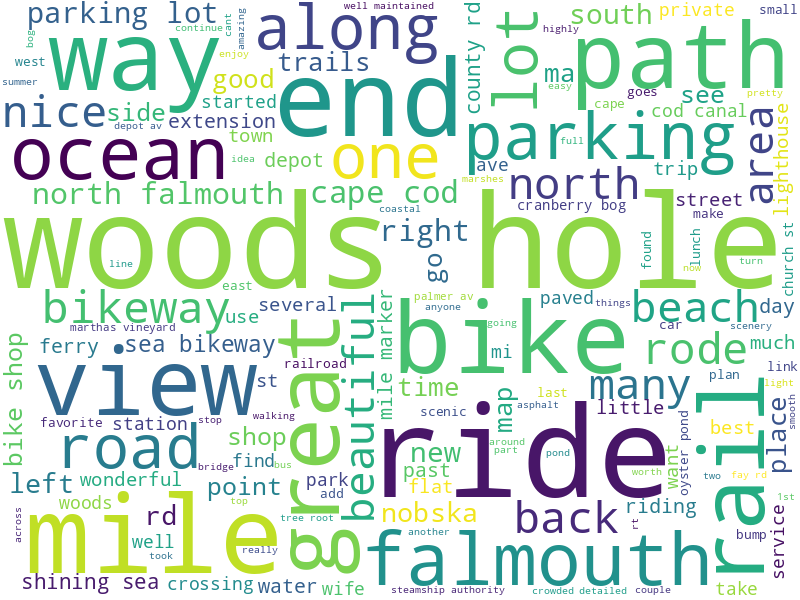 parking lot
well maintained
south
private
small
bog
continue
cant
amazing
enjoy
way
along
lot
county rd
highly
path
west
summer
good
trails
ma
goes
easy
see
pretty
nice
side
started
end
cape
cod canal
lighthouse
depot av
extension
town
parking
full
area
ocean
idea
depot
one
ave
trip
marshes
north falmouth
cape cod
north
street
cranberry bog
make
woods hole
coastal
right
go
found
lunch
turn
now
church st
line
east
bikeway
use
several
palmer av
anyone
paved
things
beach
day
marthas vineyard
beautiful
mile marker
bike
going
car
scenery
ferry
sea bikeway
great
railroad
mi
rode
much
bike shop
view
st
time
map
last
many
plan
link
light
smooth
favorite station
stop
walking
scenic
asphalt
little
rail
place
road
bridge
shop
ride
new
around
part
best
find
bus
past
pond
want
oyster pond
worth
two
fay rd
left
wonderful
point
park
add
flat
riding
1st
woods
top
nobska
back
service
mile
rd
tree root
another
rt
bump
across
well
took
really
falmouth
shining sea
crossing
water
wife
steamship authority
crowded
detailed
couple
take